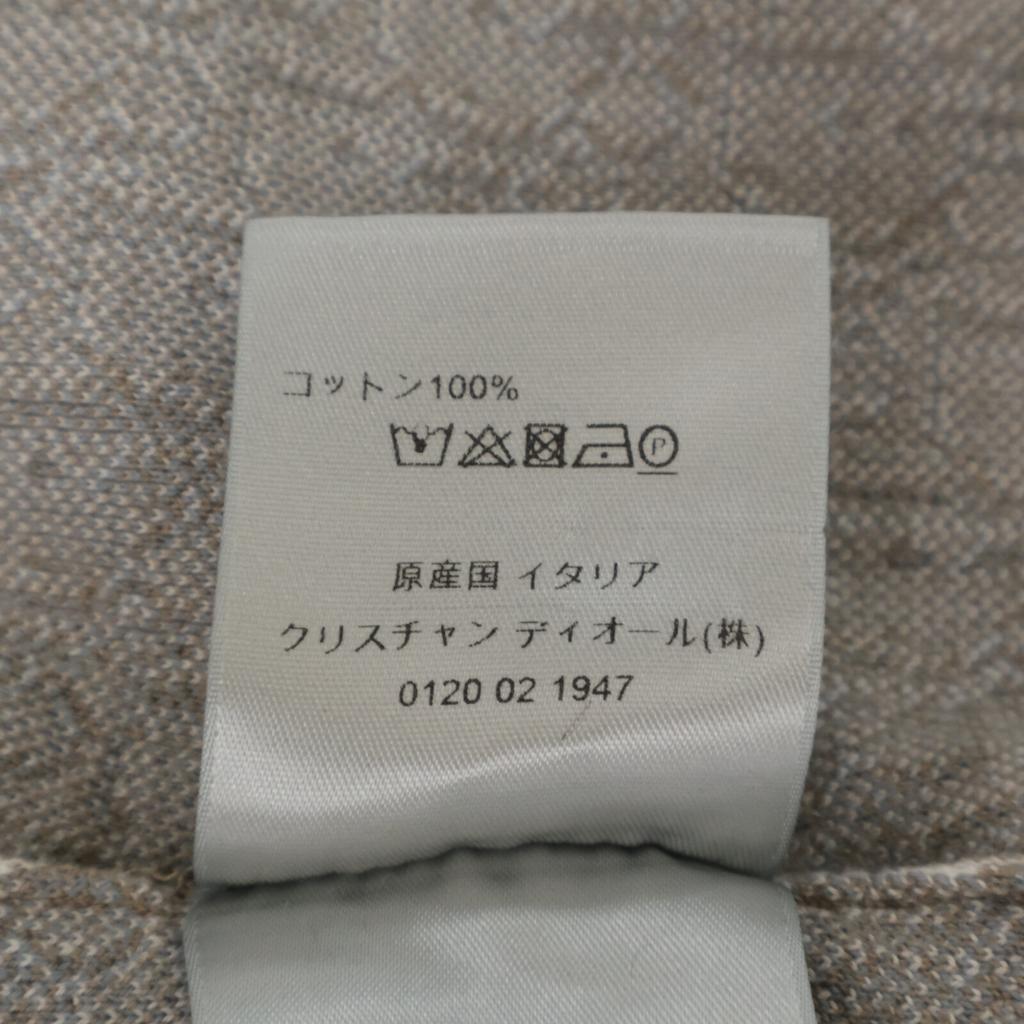 コットン100%
P
原産国 イタリア
クリスチャン ディオール(株)
0120 02 1947